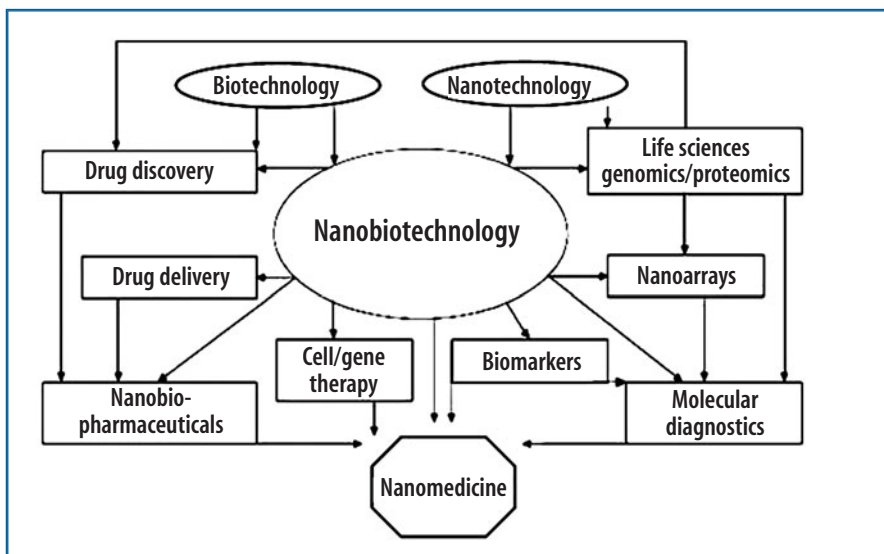 Biotechnology
Nanotechnology
Drug discovery
Life sciences
genomics/proteomics
Nanobiotechnology
Drug delivery
Nanoarrays
Cell/gene
therapy
Biomarkers
Nanobio-
pharmaceuticals
Molecular
diagnostics
Nanomedicine